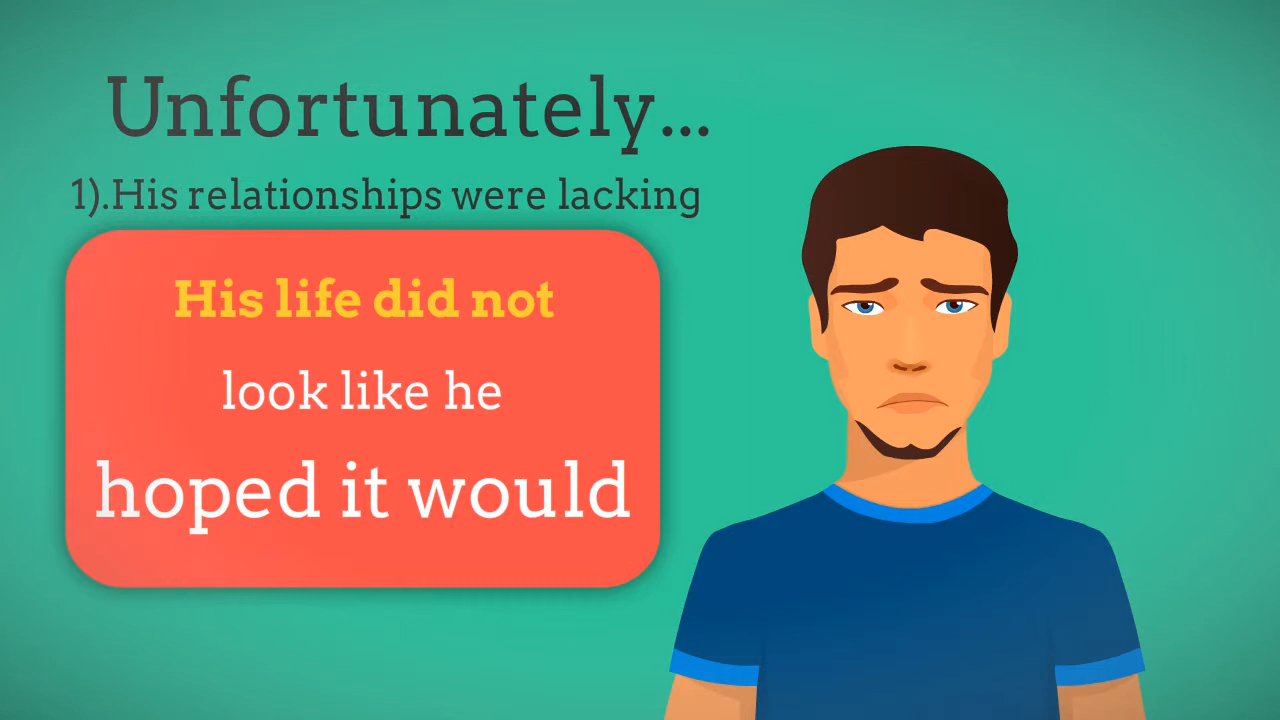 Unfortunately...
1).His relationships were lacking
His life did not
look like he
hoped it would